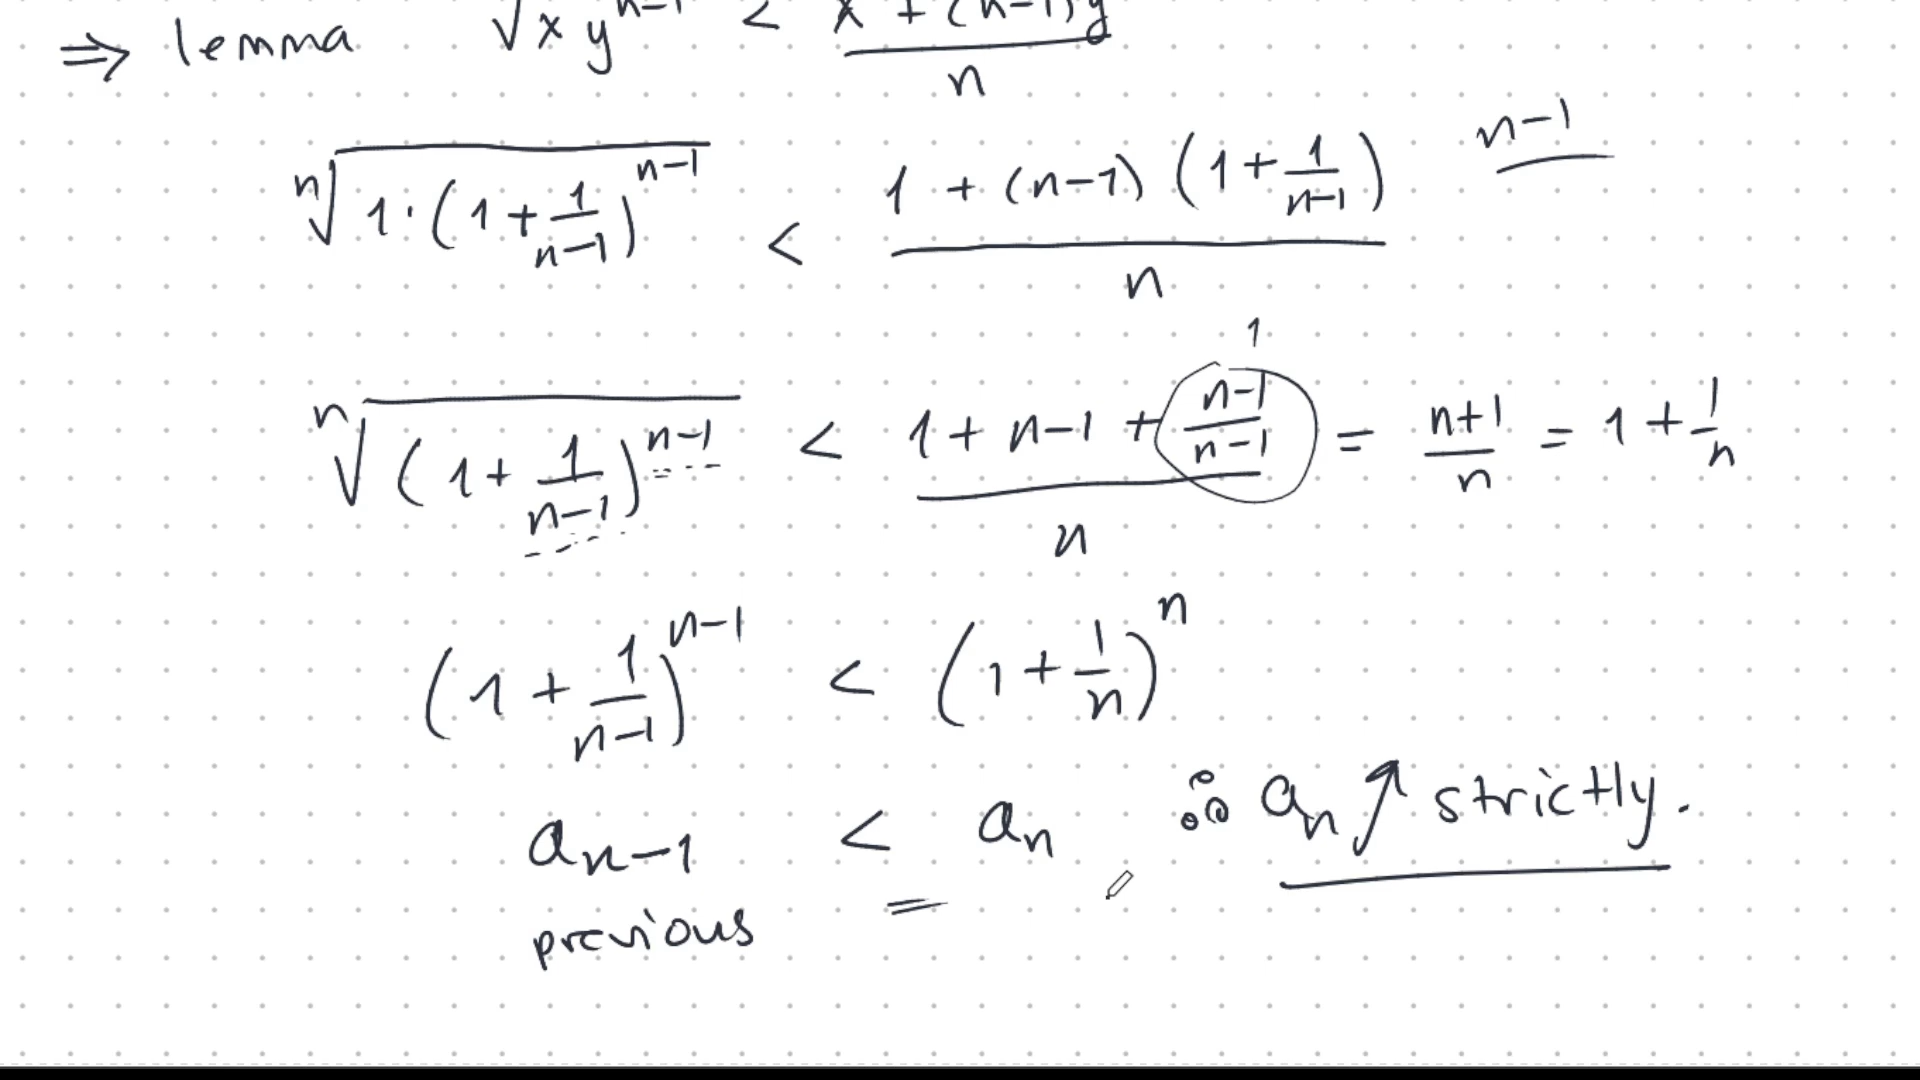 ⇒ lemma √x yⁿ⁻¹ < (x + (n-1)y)/n
ⁿ√(1·(1+1/(n-1))ⁿ⁻¹) < (1 + (n-1)(1+1/(n-1)))/n n-1
1
ⁿ√((1+1/(n-1))ⁿ⁻¹) < (1+n-1+(n-1)/(n-1))/n = (n+1)/n = 1+1/n
(1+1/(n-1))ⁿ⁻¹ < (1+1/n)ⁿ
aₙ₋₁ < aₙ ∴ aₙ ↗ strictly.
previous